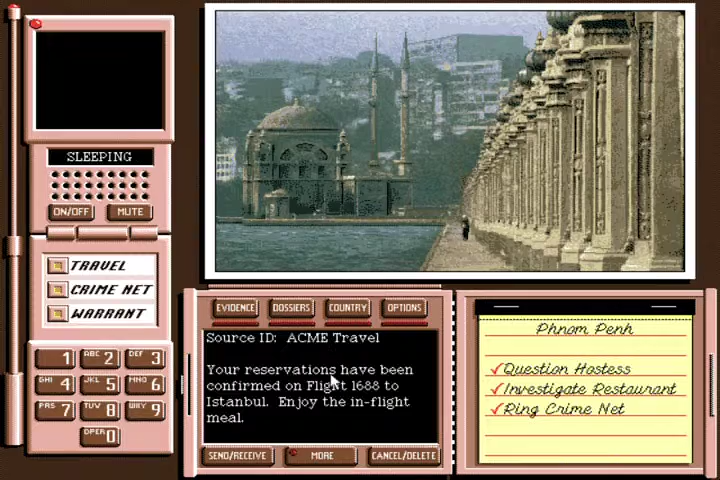 SLEEPING
ON/OFF MUTE
TRAVEL
CRIME NET
WARRANT
1 ABC 2 DEF 3
GHI 4 JKL 5 MNO 6
PRS 7 TUV 8 WXY 9
OPER 0
EVIDENCE DOSSIERS COUNTRY OPTIONS
Source ID: ACME Travel
Your reservations have been
confirmed on Flight 1688 to
Istanbul. Enjoy the in-flight
meal.
SEND/RECEIVE MORE CANCEL/DELETE
Phnom Penh
✓Question Hostess
✓Investigate Restaurant
✓Ring Crime Net